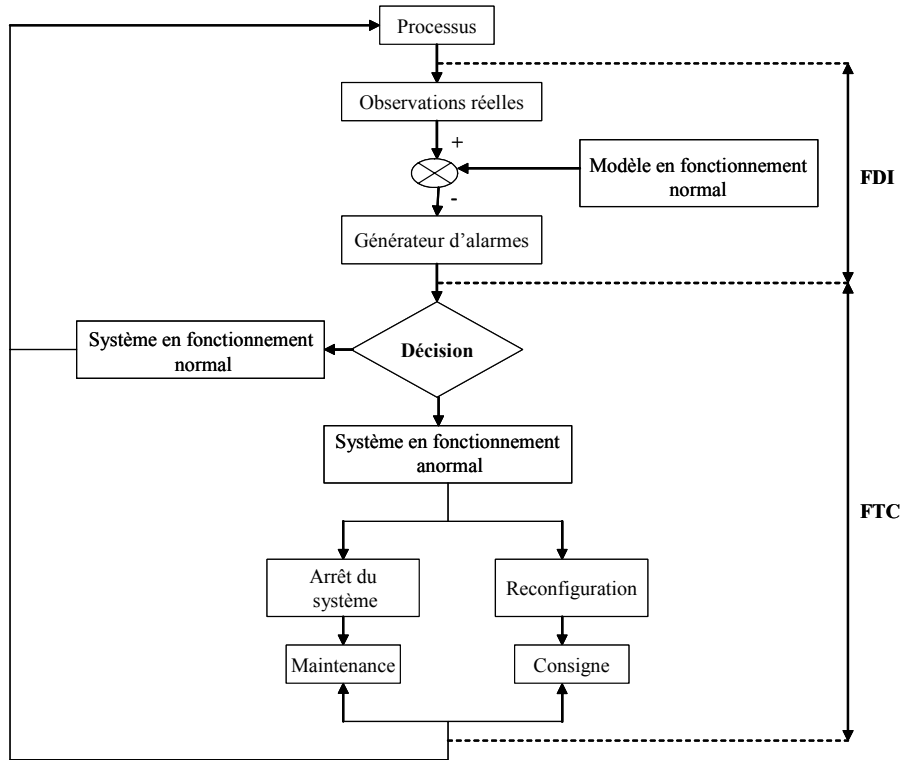 Processus
Observations réelles
+
Modèle en fonctionnement
normal
FDI
-
Générateur d'alarmes
Système en fonctionnement
normal
Décision
Système en fonctionnement
anormal
FTC
Arrêt du
système
Reconfiguration
Maintenance
Consigne